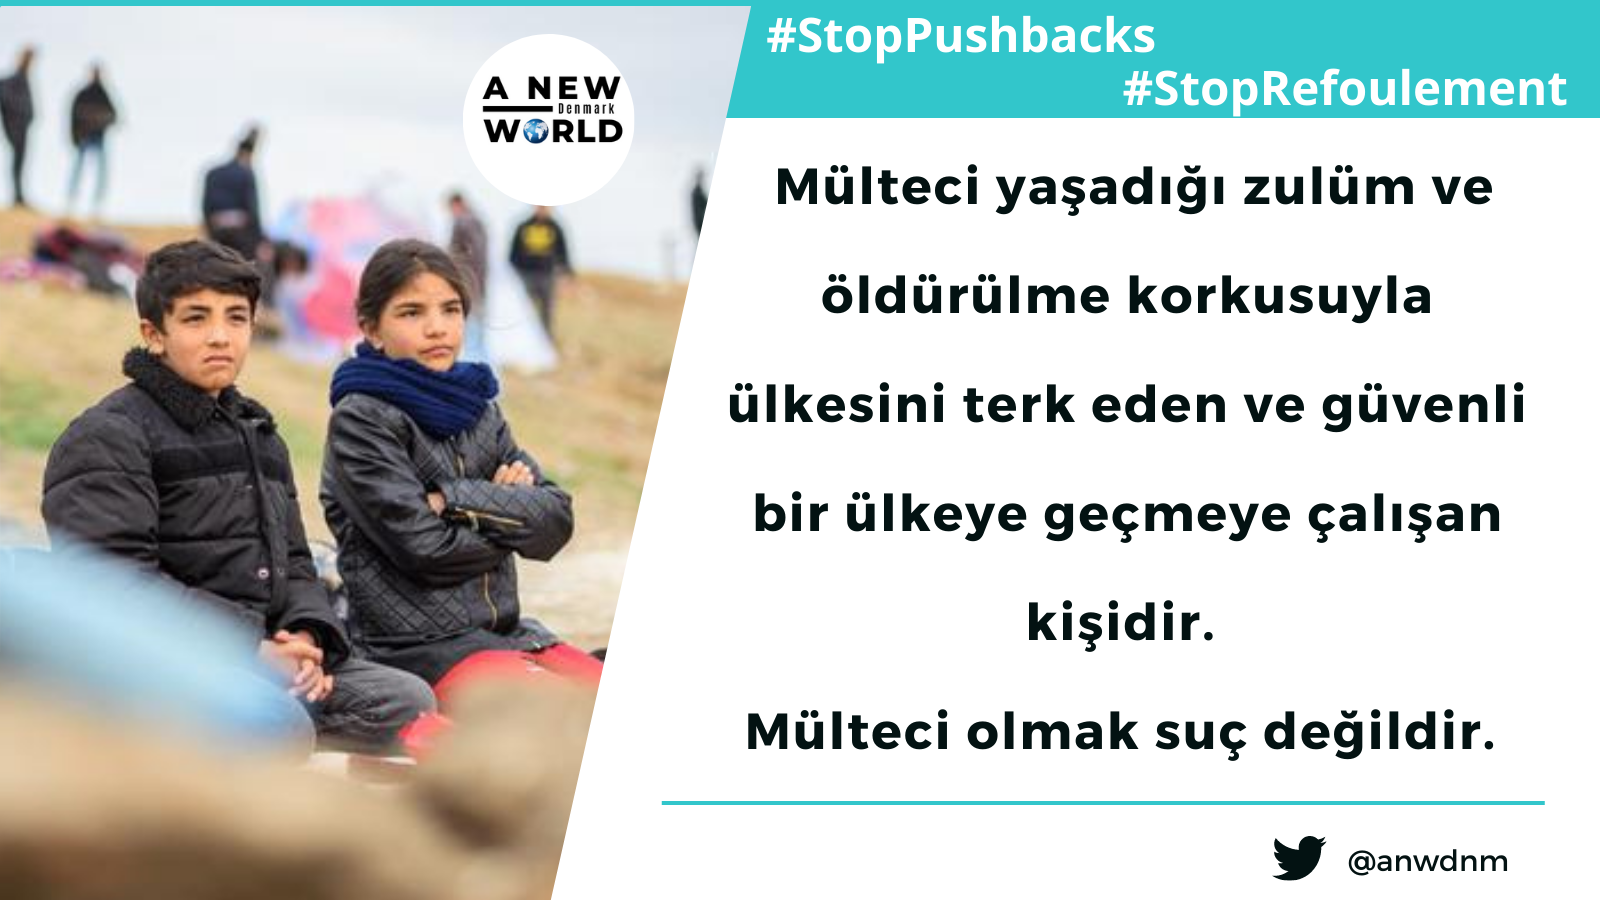 #StopPushbacks
#StopRefoulement
A NEW
Denmark
WORLD
Mülteci yaşadığı zulüm ve
öldürülme korkusuyla
ülkesini terk eden ve güvenli
bir ülkeye geçmeye çalışan
kişidir.
Mülteci olmak suç değildir.
@anwdnm